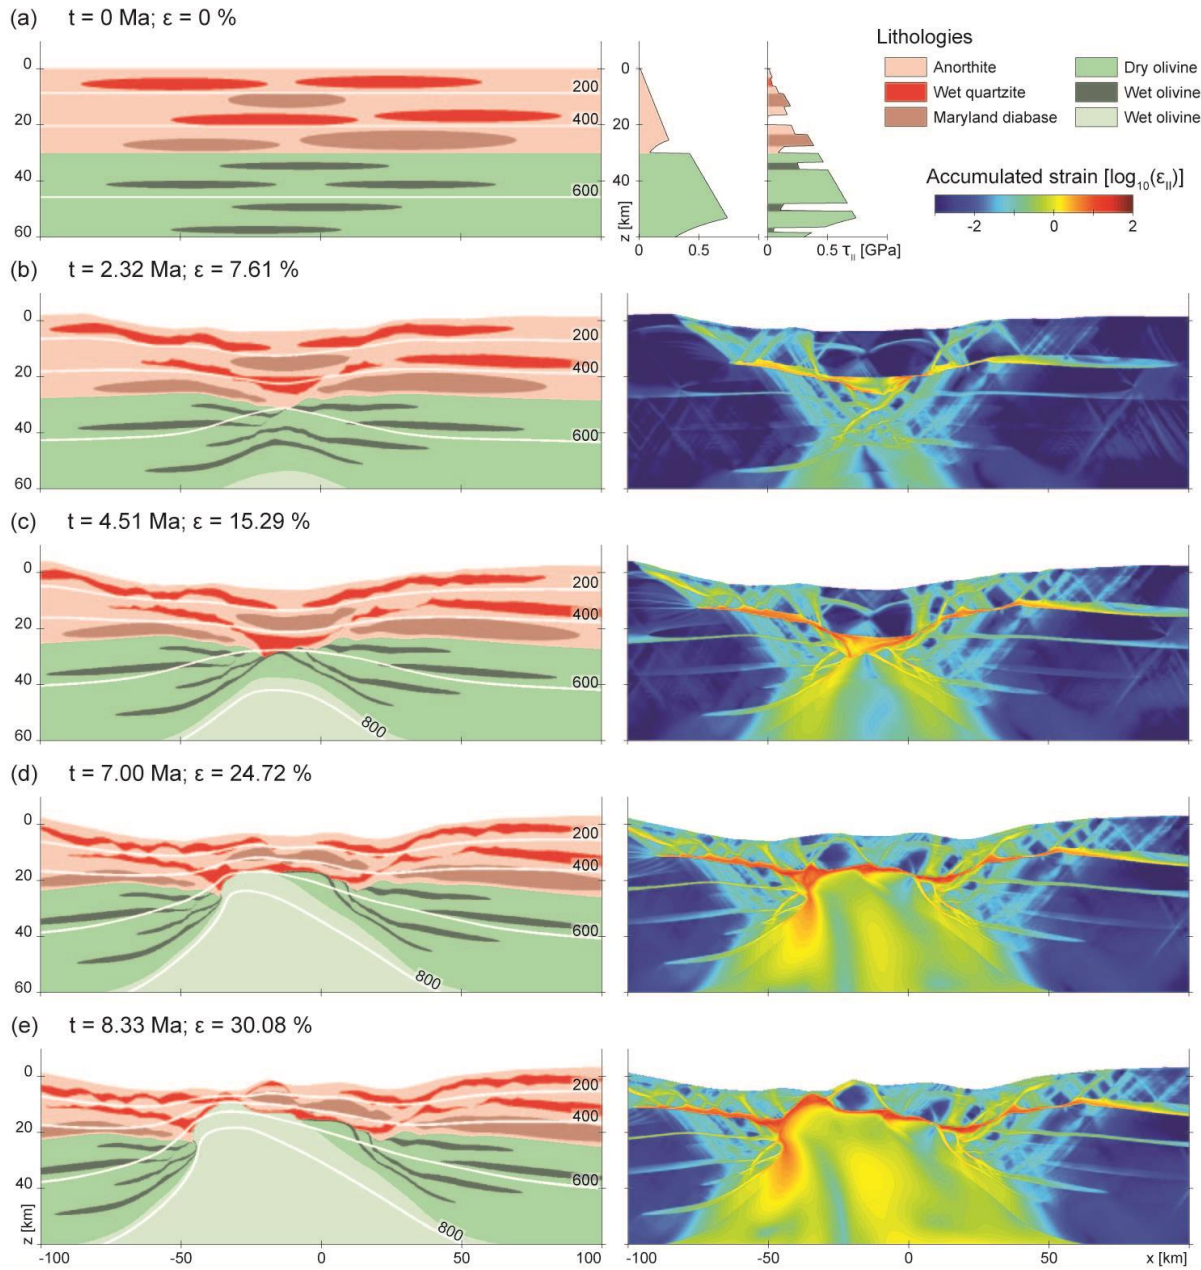 (a) t = 0 Ma; ε = 0 %
Lithologies
Anorthite
Dry olivine
Wet quartzite
Wet olivine
Maryland diabase
Wet olivine
Accumulated strain [log₁₀(εII)]
-2 0 2
0
20
40
60
200
400
600
0
20
40
60
z [km]
0 0.5
0 0.5 τII [GPa]
(b) t = 2.32 Ma; ε = 7.61 %
0
20
40
60
200
400
600
(c) t = 4.51 Ma; ε = 15.29 %
0
20
40
60
200
400
600
800
(d) t = 7.00 Ma; ε = 24.72 %
0
20
40
60
200
400
600
800
(e) t = 8.33 Ma; ε = 30.08 %
0
20
40
z [km]
200
400
600
800
-100 -50 0 50 100
-50 0 50 x [km]